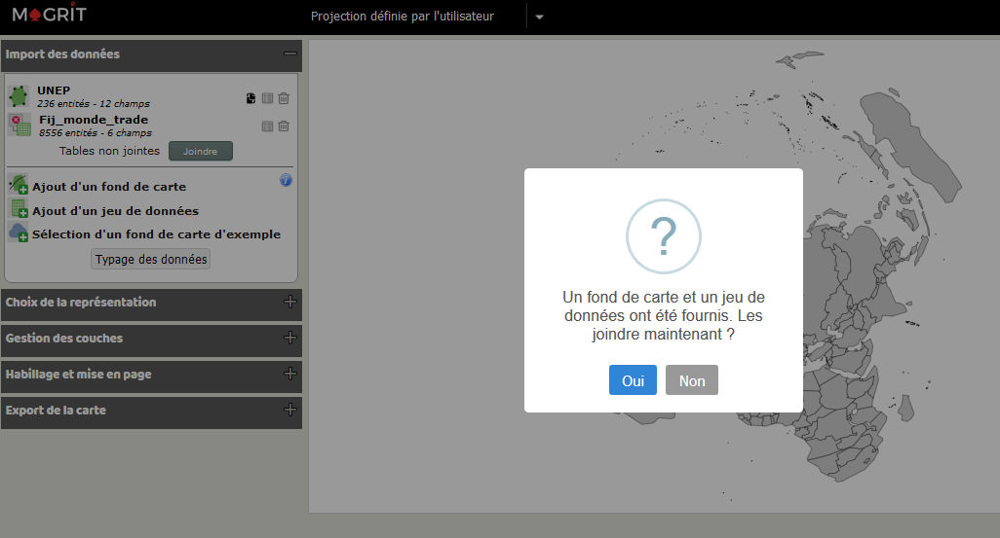 MAGRIT
Projection définie par l'utilisateur
Import des données
UNEP
236 entités - 12 champs
Fij_monde_trade
8556 entités - 6 champs
Tables non jointes
Joindre
Ajout d'un fond de carte
i
Ajout d'un jeu de données
Sélection d'un fond de carte d'exemple
Typage des données
Choix de la représentation
Gestion des couches
Habillage et mise en page
Export de la carte
?
Un fond de carte et un jeu de
données ont été fournis. Les
joindre maintenant ?
Oui
Non